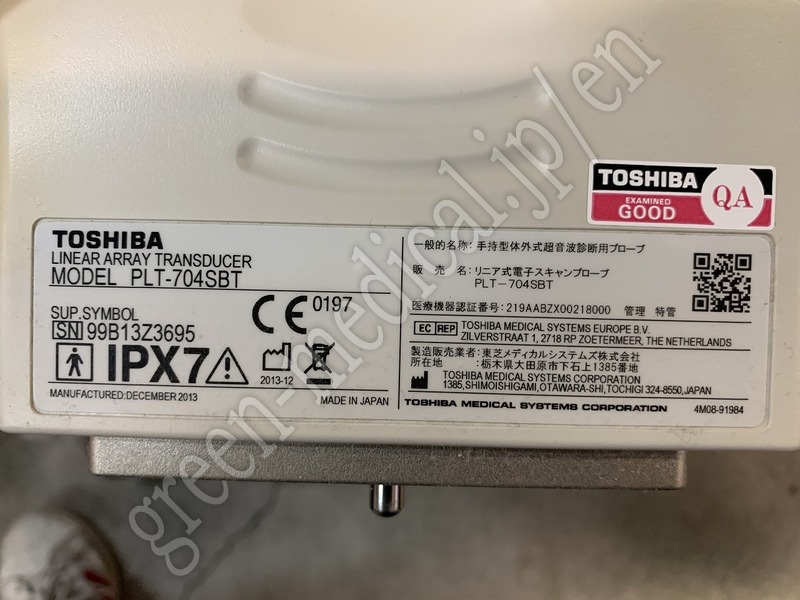 TOSHIBA
EXAMINED
GOOD
QA
TOSHIBA
LINEAR ARRAY TRANSDUCER
MODEL PLT-704SBT
SUP.SYMBOL
SN 99B13Z3695
CE 0197
IPX7
2013-12
MANUFACTURED:DECEMBER 2013
MADE IN JAPAN
一般的名称:手持型体外式超音波診断用プローブ
販 売 名:リニア式電子スキャンプローブ
PLT-704SBT
医療機器認証番号:219AABZX00218000 管理 特管
EC REP TOSHIBA MEDICAL SYSTEMS EUROPE B.V.
ZILVERSTRAAT 1, 2718 RP ZOETERMEER, THE NETHERLANDS
製造販売業者:東芝メディカルシステムズ株式会社
所在地 :栃木県大田原市下石上1385番地
TOSHIBA MEDICAL SYSTEMS CORPORATION
1385,SHIMOISHIGAMI,OTAWARA-SHI,TOCHIGI 324-8550,JAPAN
TOSHIBA MEDICAL SYSTEMS CORPORATION
4M08-91984
green-medical.jp/en